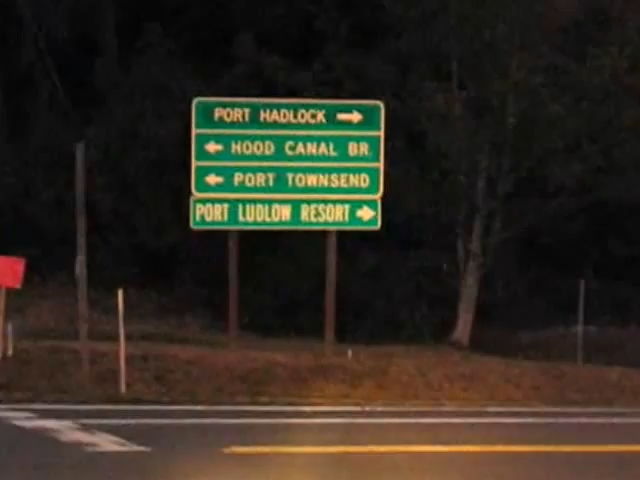 PORT HADLOCK →
← HOOD CANAL BR.
← PORT TOWNSEND
PORT LUDLOW RESORT →